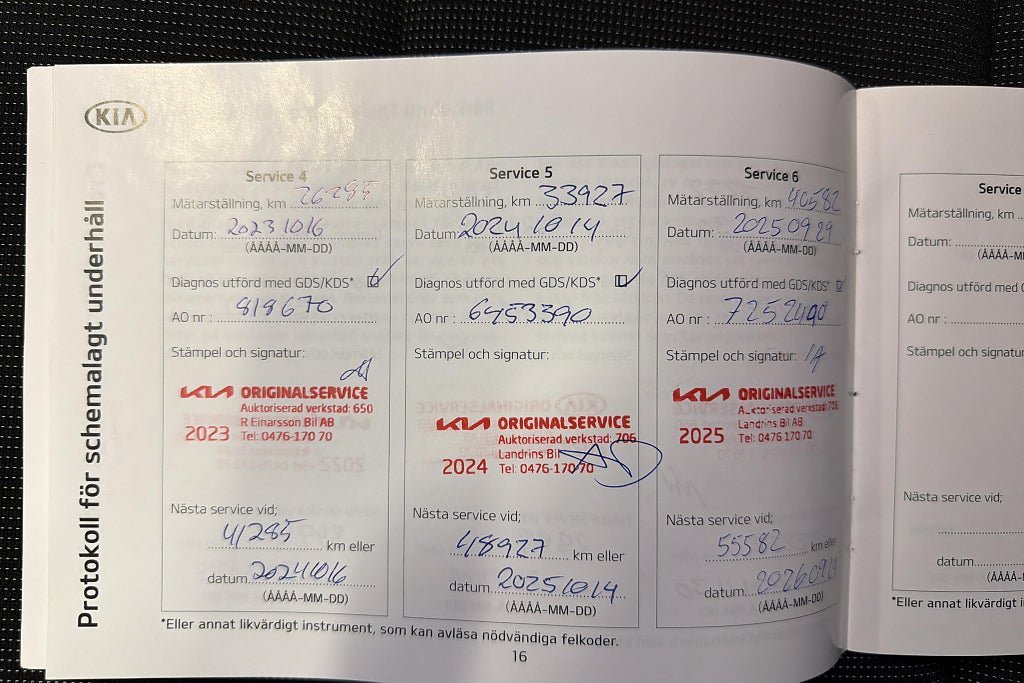 KIA
Protokoll för schemalagt underhåll
Service 4
Mätarställning, km 26285
Datum: 20231016
(ÅÅÅÅ-MM-DD)
Diagnos utförd med GDS/KDS*
AO nr : 818670
Stämpel och signatur:
KIA ORIGINALSERVICE
Auktoriserad verkstad: 650
R Einarsson Bil AB
2023 Tel: 0476-170 70
Nästa service vid;
41285 km eller
datum 20241016
(ÅÅÅÅ-MM-DD)
Service 5
Mätarställning, km 33927
Datum 20241014
(ÅÅÅÅ-MM-DD)
Diagnos utförd med GDS/KDS*
AO nr : 6953390
Stämpel och signatur:
KIA ORIGINALSERVICE
Auktoriserad verkstad: 706
Landrins Bil
2024 Tel: 0476-170 70
Nästa service vid;
48927 km eller
datum 20251014
(ÅÅÅÅ-MM-DD)
Service 6
Mätarställning, km 40582
Datum: 20250929
(ÅÅÅÅ-MM-DD)
Diagnos utförd med GDS/KDS*
AO nr : 7252490
Stämpel och signatur:
KIA ORIGINALSERVICE
Auktoriserad verkstad: 706
Landrins Bil AB
2025 Tel: 0476-170 70
Nästa service vid;
55582 km eller
datum 202609
(ÅÅÅÅ-MM-DD)
*Eller annat likvärdigt instrument, som kan avläsa nödvändiga felkoder.
16
Service
Mätarställning, km
Datum:
(ÅÅÅÅ-M
Diagnos utförd med G
AO nr :
Stämpel och signatur
Nästa service vid;
datum
(ÅÅ
*Eller annat likvärdigt i